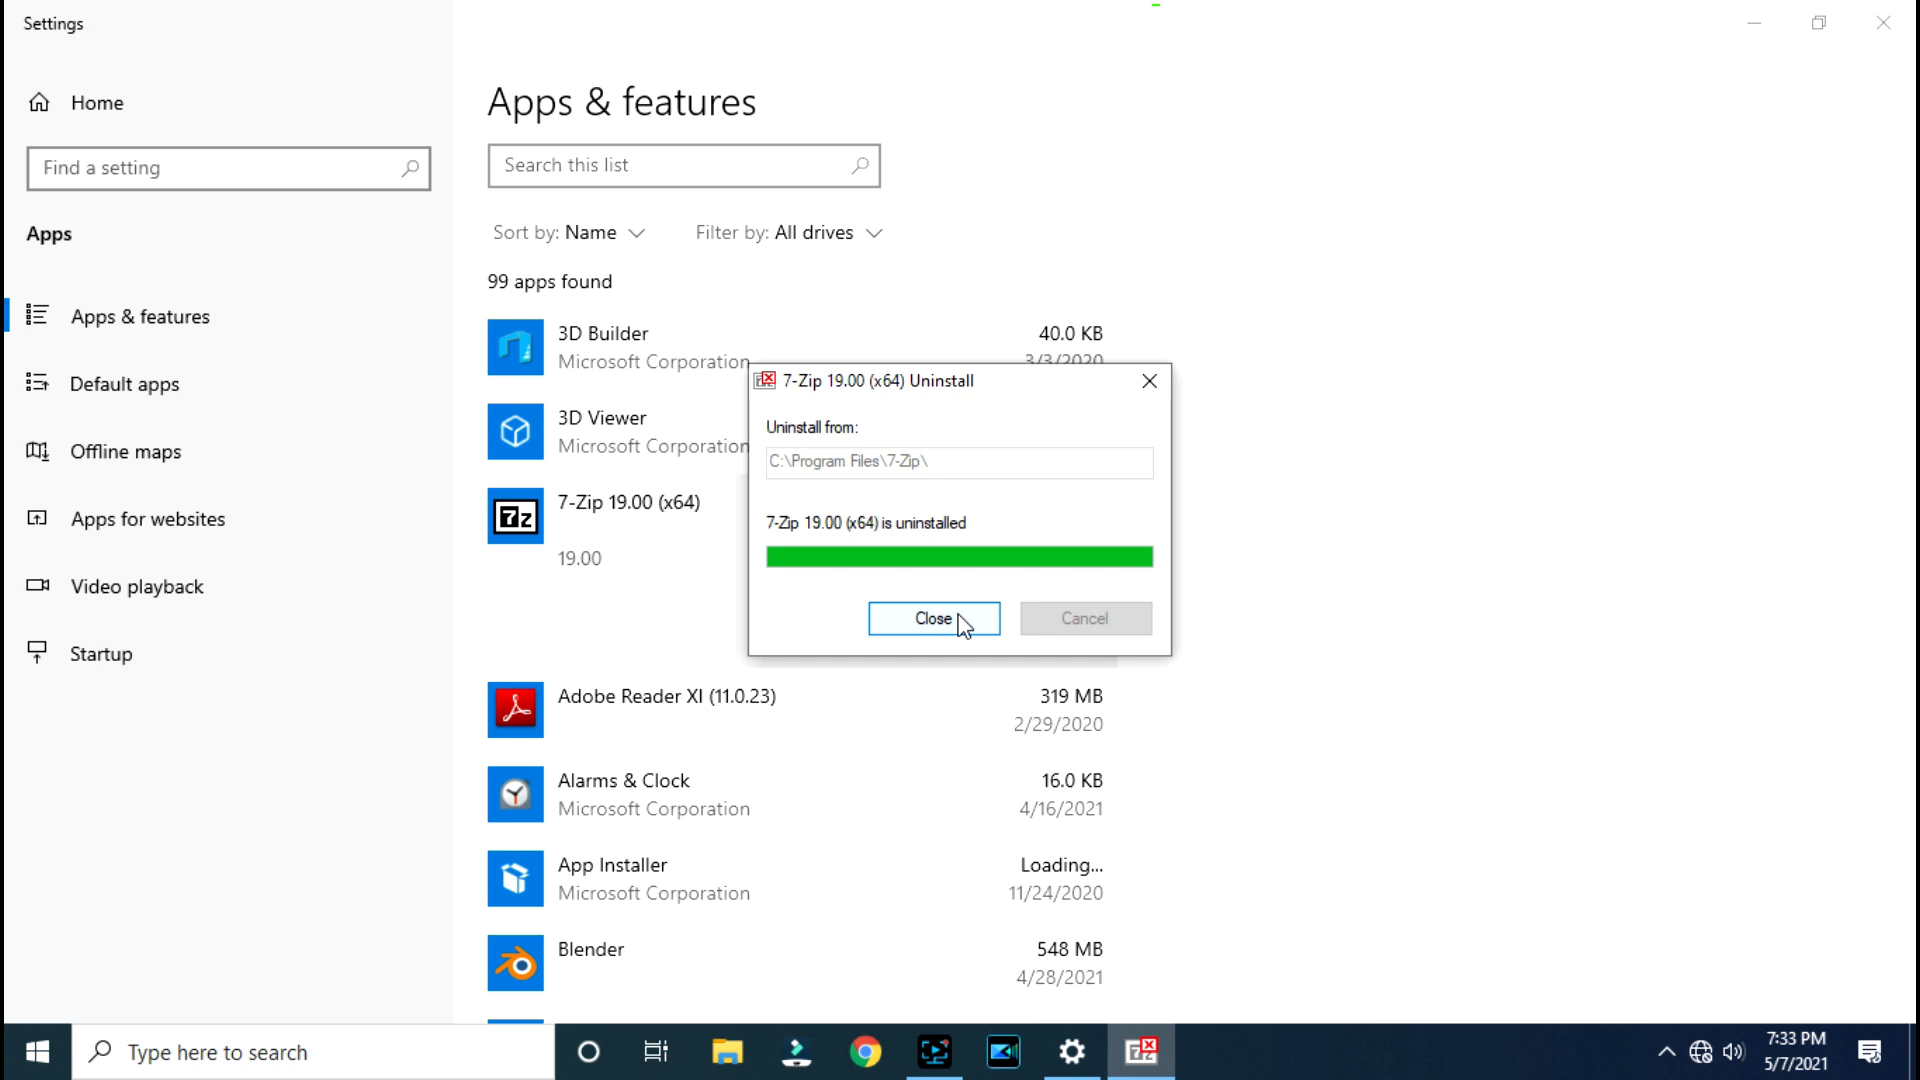 Settings
Home
Find a setting
Apps
Apps & features
Default apps
Offline maps
Apps for websites
Video playback
Startup
Apps & features
Search this list
Sort by: Name
Filter by: All drives
99 apps found
3D Builder
40.0 KB
Microsoft Corporation
3/3/2020
3D Viewer
Microsoft Corporation
7-Zip 19.00 (x64)
19.00
7-Zip 19.00 (x64) Uninstall
Uninstall from:
C:\Program Files\7-Zip\
7-Zip 19.00 (x64) is uninstalled
Close
Cancel
Adobe Reader XI (11.0.23)
319 MB
2/29/2020
Alarms & Clock
16.0 KB
Microsoft Corporation
4/16/2021
App Installer
Loading...
Microsoft Corporation
11/24/2020
Blender
548 MB
4/28/2021
Type here to search
7:33 PM
5/7/2021